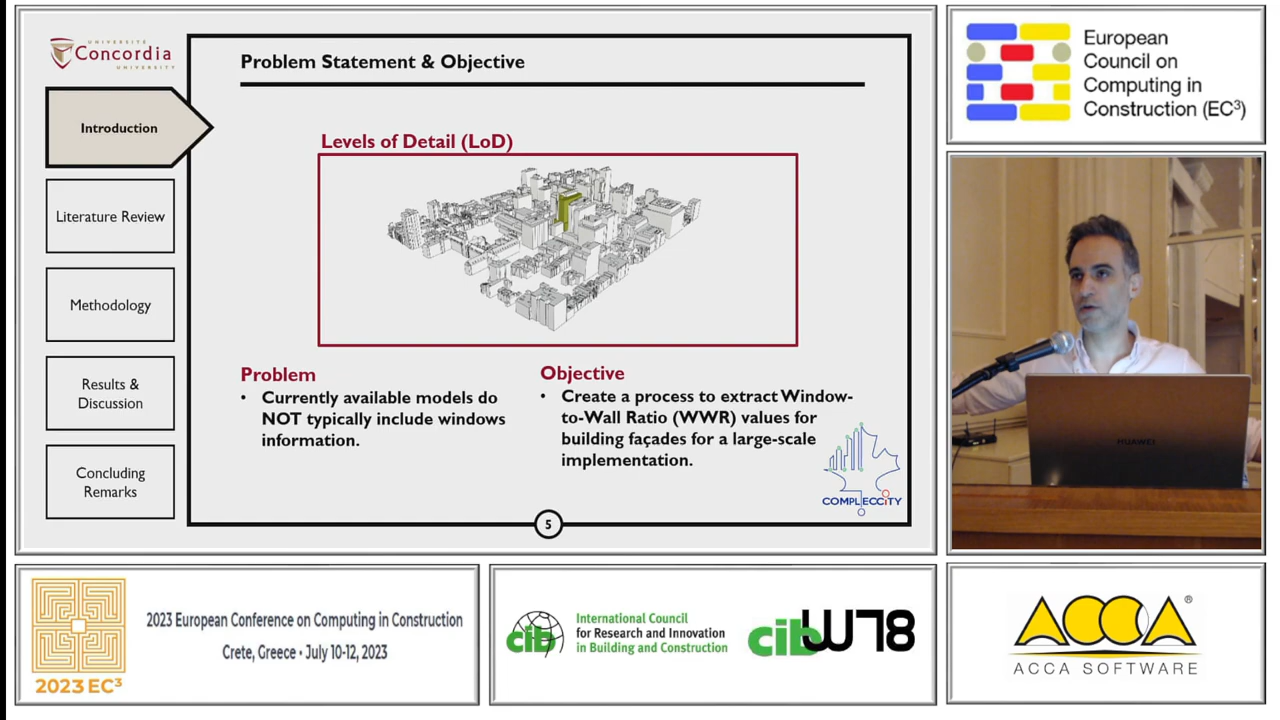 UNIVERSITÉ
Concordia
UNIVERSITY
Problem Statement & Objective
Introduction
Literature Review
Methodology
Results &
Discussion
Concluding
Remarks
Levels of Detail (LoD)
Problem
• Currently available models do
NOT typically include windows
information.
Objective
• Create a process to extract Window-
to-Wall Ratio (WWR) values for
building façades for a large-scale
implementation.
COMPLECCiTY
5
European
Council on
Computing in
Construction (EC³)
HUAWEI
2023 EC³
2023 European Conference on Computing in Construction
Crete, Greece • July 10-12, 2023
cib
International Council
for Research and Innovation
in Building and Construction
cib W78
ACCA®
ACCA SOFTWARE